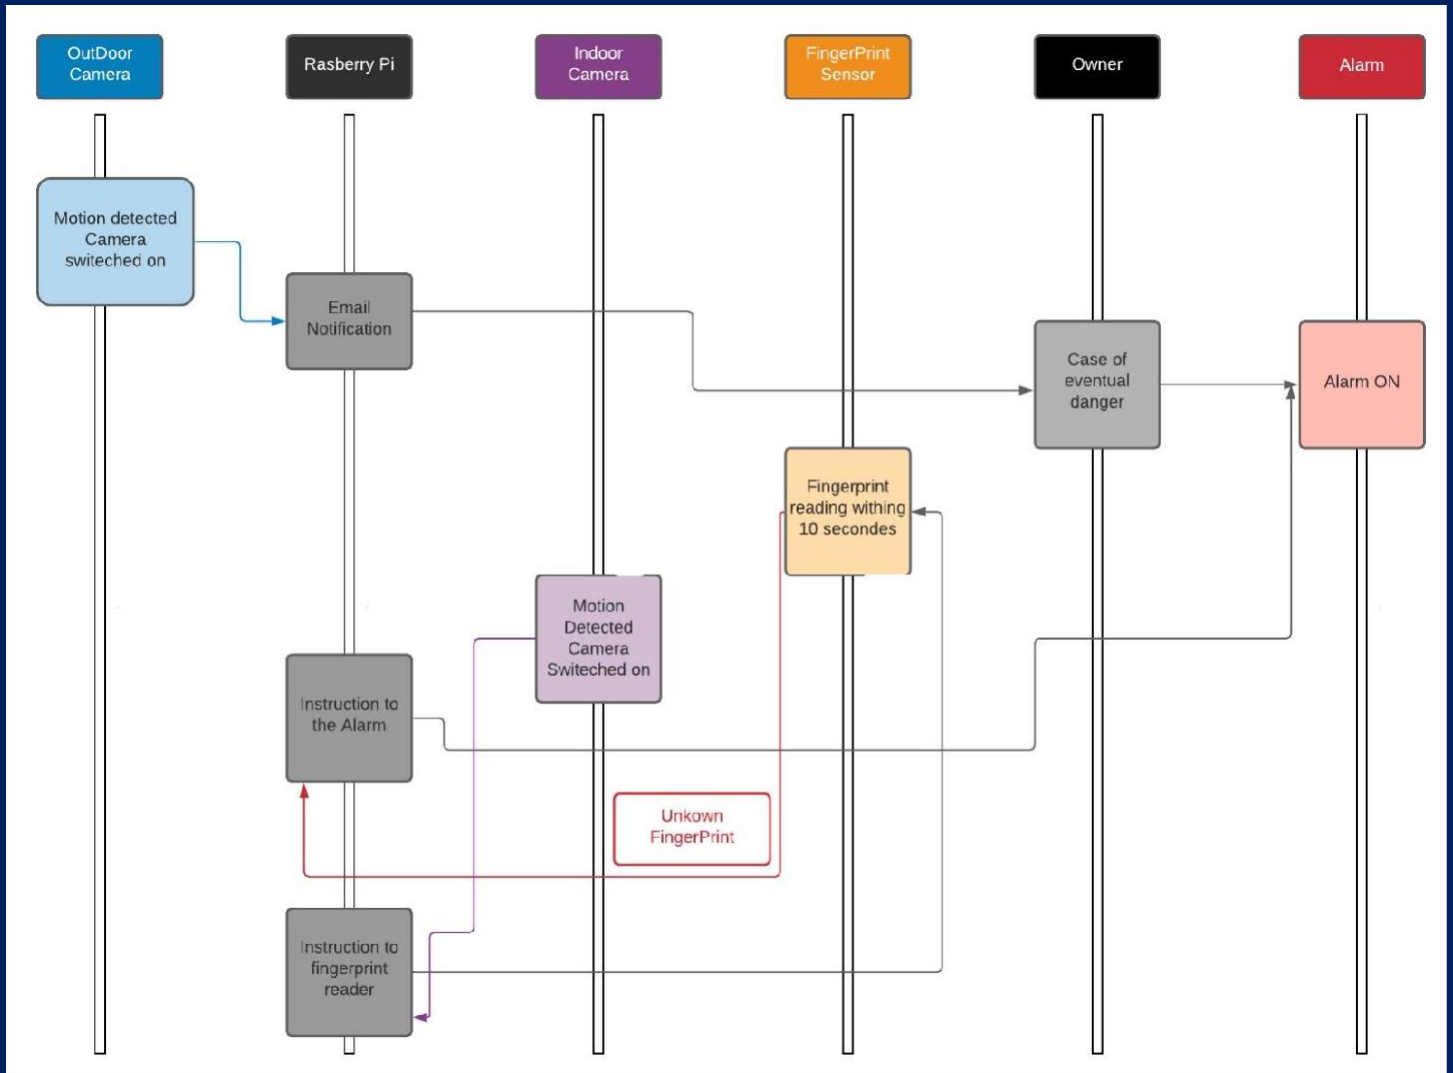 OutDoor
Camera
Rasberry Pi
Indoor
Camera
FingerPrint
Sensor
Owner
Alarm
Motion detected
Camera
switeched on
Email
Notification
Case of
eventual
danger
Alarm ON
Fingerprint
reading withing
10 secondes
Motion
Detected
Camera
Switeched on
Instruction to
the Alarm
Unkown
FingerPrint
Instruction to
fingerprint
reader